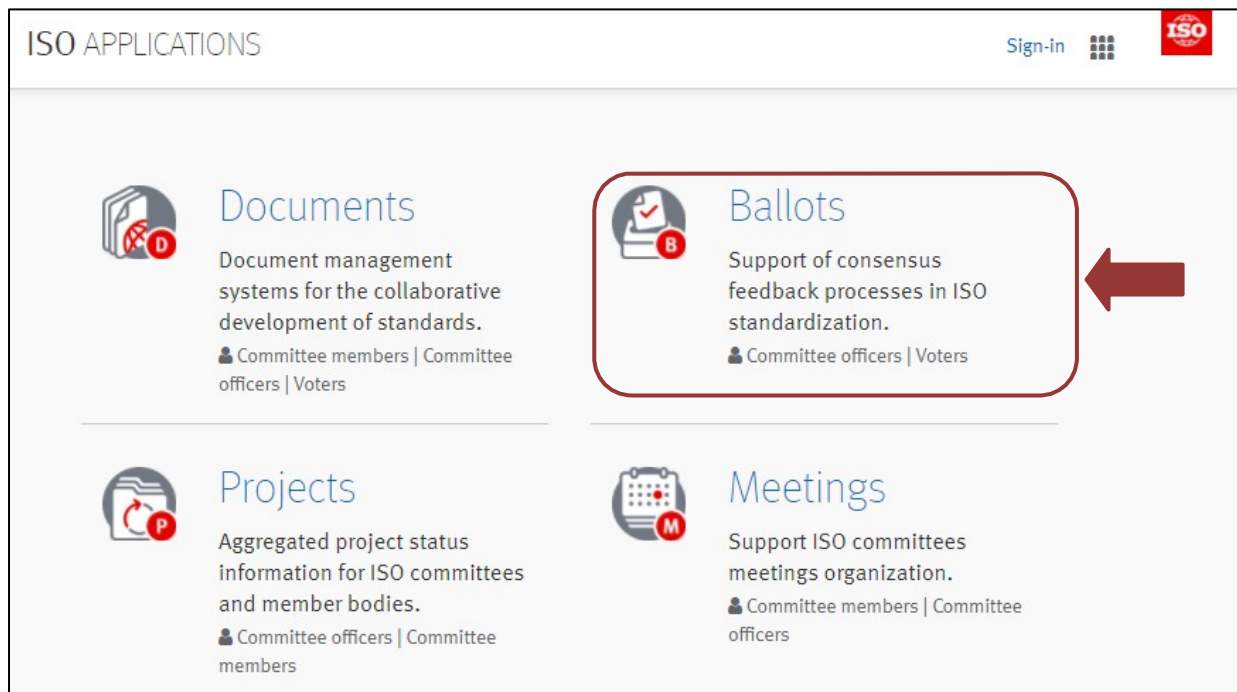 ISO APPLICATIONS
Sign-in
ISO
Documents
D
Document management
systems for the collaborative
development of standards.
Committee members | Committee
officers | Voters
Ballots
B
Support of consensus
feedback processes in ISO
standardization.
Committee officers | Voters
Projects
P
Aggregated project status
information for ISO committees
and member bodies.
Committee officers | Committee
members
Meetings
M
Support ISO committees
meetings organization.
Committee members | Committee
officers